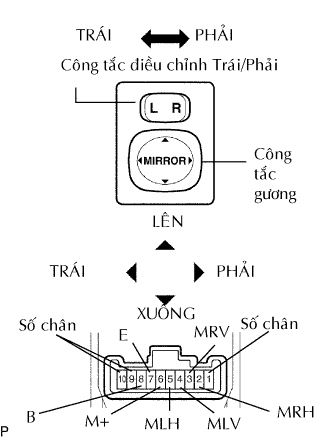 TRÁI PHẢI
Công tắc diều chỉnh Trái/Phải
L R
MIRROR
Công
tắc
gương
LÊN
TRÁI PHẢI
XUỐNG
Số chân E MRV Số chân
10 9 8 7 6 5 4 3 2 1
B M+ MLH MLV MRH
P